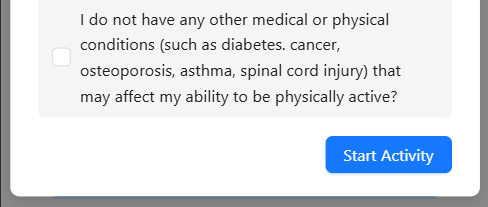 I do not have any other medical or physical
conditions (such as diabetes. cancer,
osteoporosis, asthma, spinal cord injury) that
may affect my ability to be physically active?
Start Activity